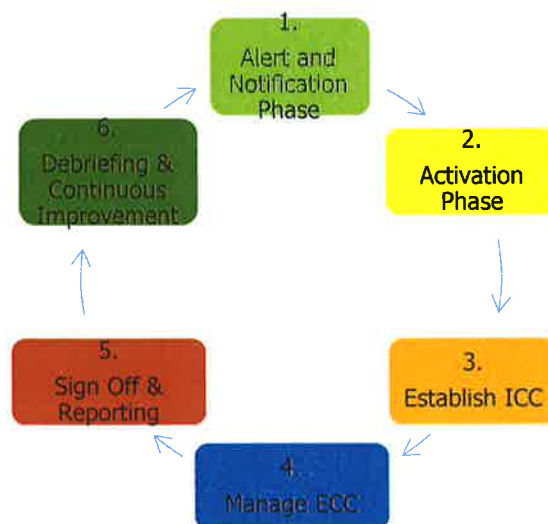 1.
Alert and
Notification
Phase
2.
Activation
Phase
3.
Establish ICC
4.
Manage ECC
5.
Sign Off &
Reporting
6.
Debriefing &
Continuous
Improvement